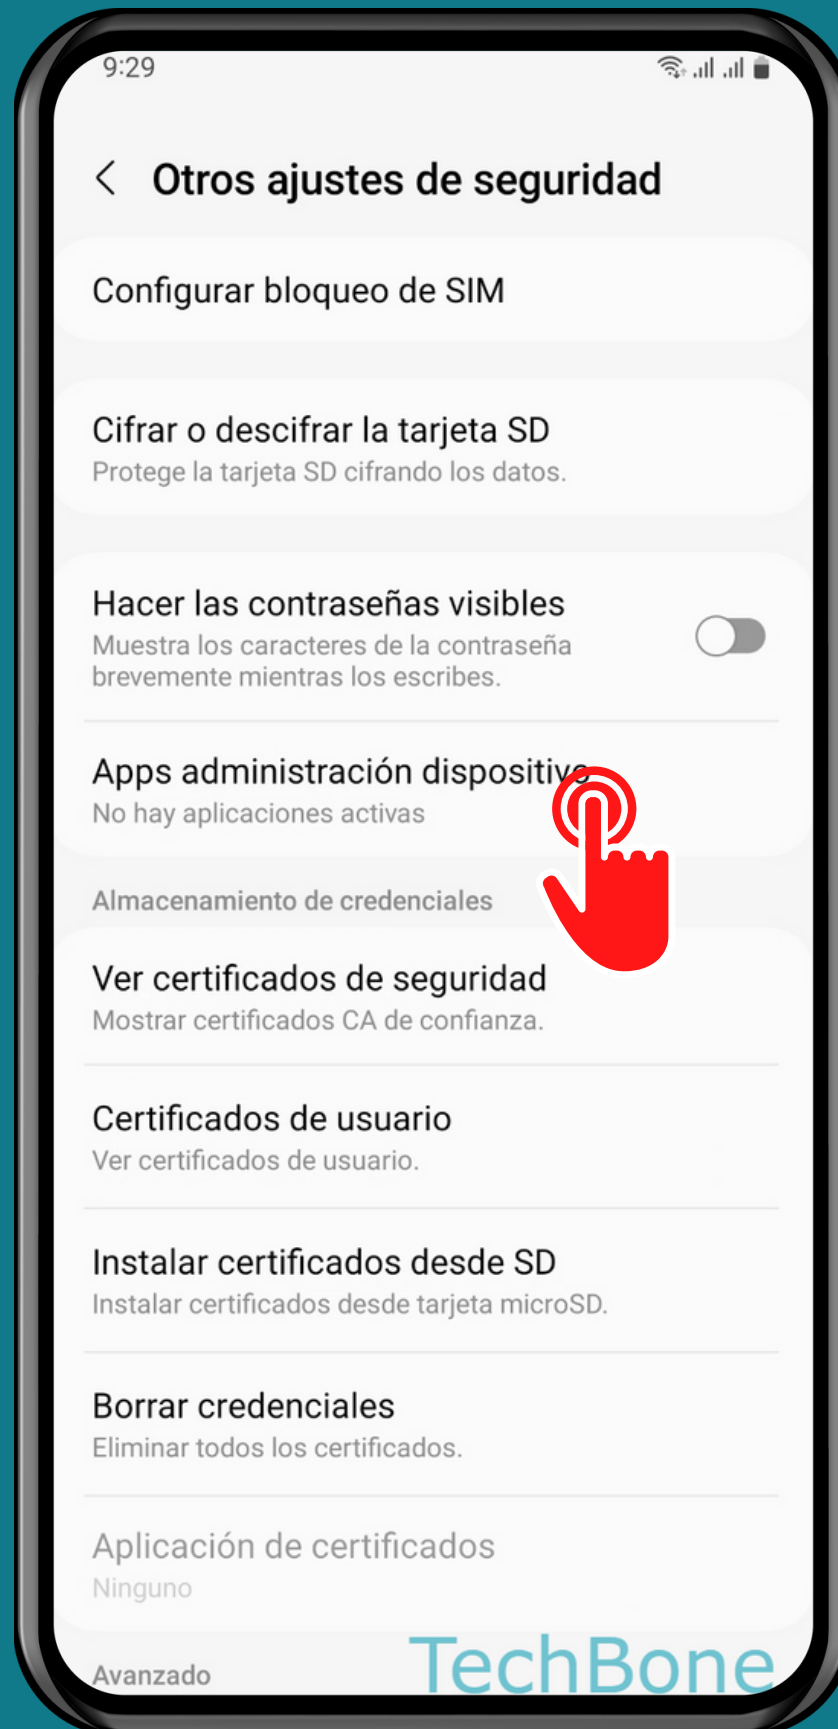 9:29
Otros ajustes de seguridad
Configurar bloqueo de SIM
Cifrar o descifrar la tarjeta SD
Protege la tarjeta SD cifrando los datos.
Hacer las contraseñas visibles
Muestra los caracteres de la contraseña
brevemente mientras los escribes.
Apps administración dispositivo
No hay aplicaciones activas
Almacenamiento de credenciales
Ver certificados de seguridad
Mostrar certificados CA de confianza.
Certificados de usuario
Ver certificados de usuario.
Instalar certificados desde SD
Instalar certificados desde tarjeta microSD.
Borrar credenciales
Eliminar todos los certificados.
Aplicación de certificados
Ninguno
Avanzado
TechBone